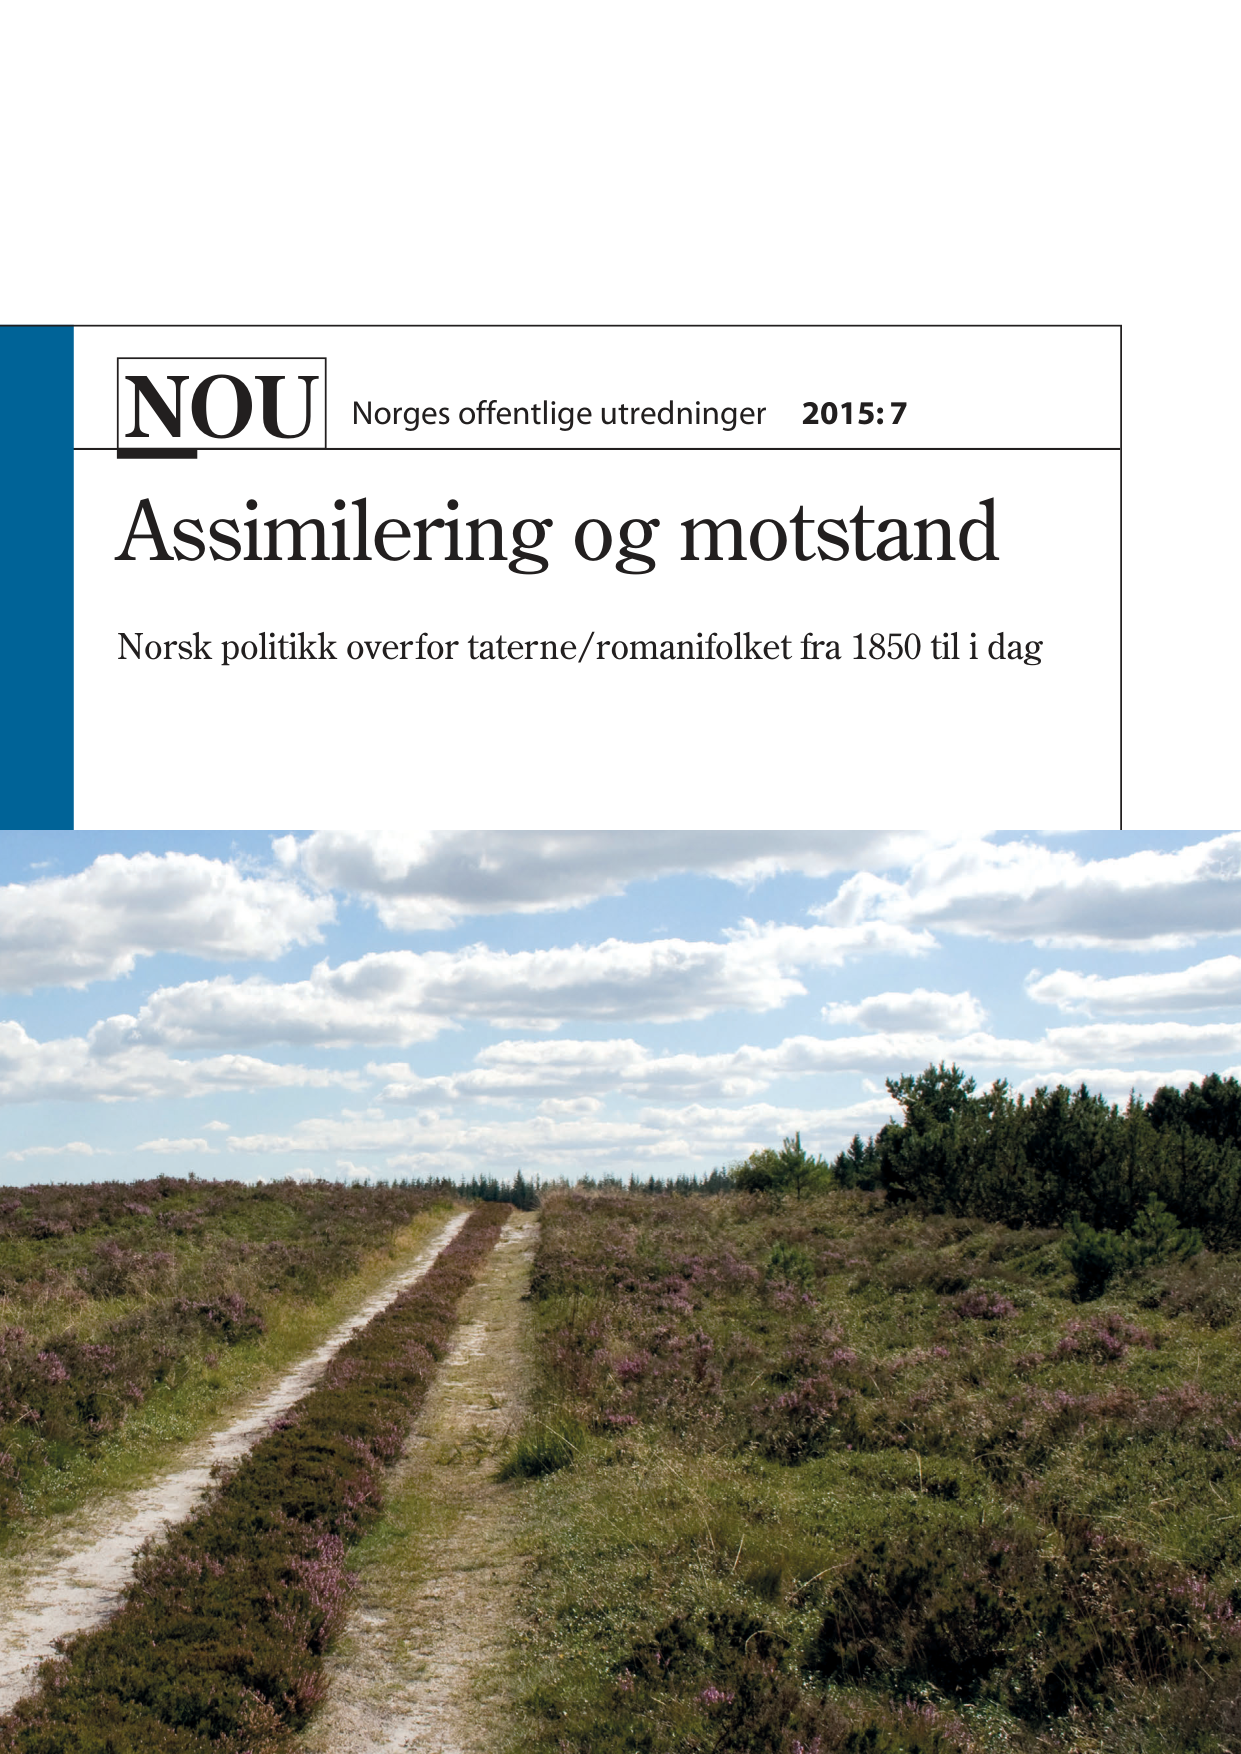 NOU Norges offentlige utredninger 2015: 7
Assimilering og motstand
Norsk politikk overfor taterne/romanifolket fra 1850 til i dag